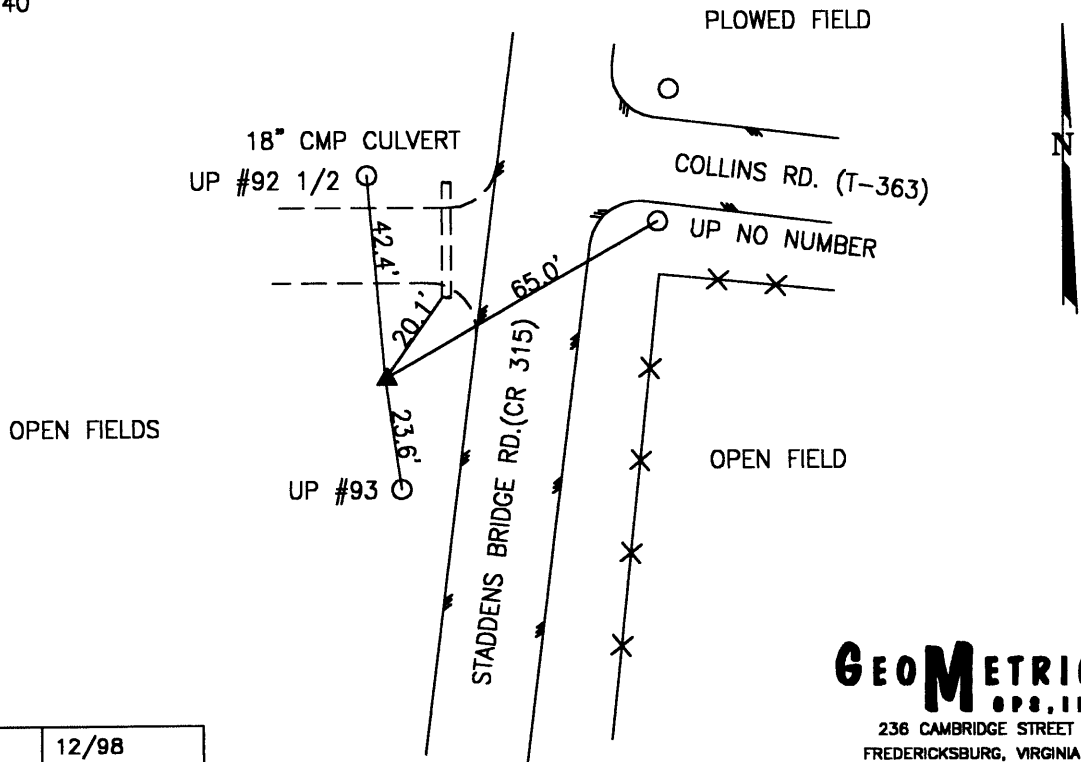 40
PLOWED FIELD
18" CMP CULVERT
UP #92 1/2
N
COLLINS RD. (T-363)
UP NO NUMBER
42.4'
65.0'
20.1'
STADDENS BRIDGE RD.(CR 315)
OPEN FIELDS
23.6'
OPEN FIELD
UP #93
GEOMETRIC
GPS, I
236 CAMBRIDGE STREET
FREDERICKSBURG, VIRGINIA
12/98